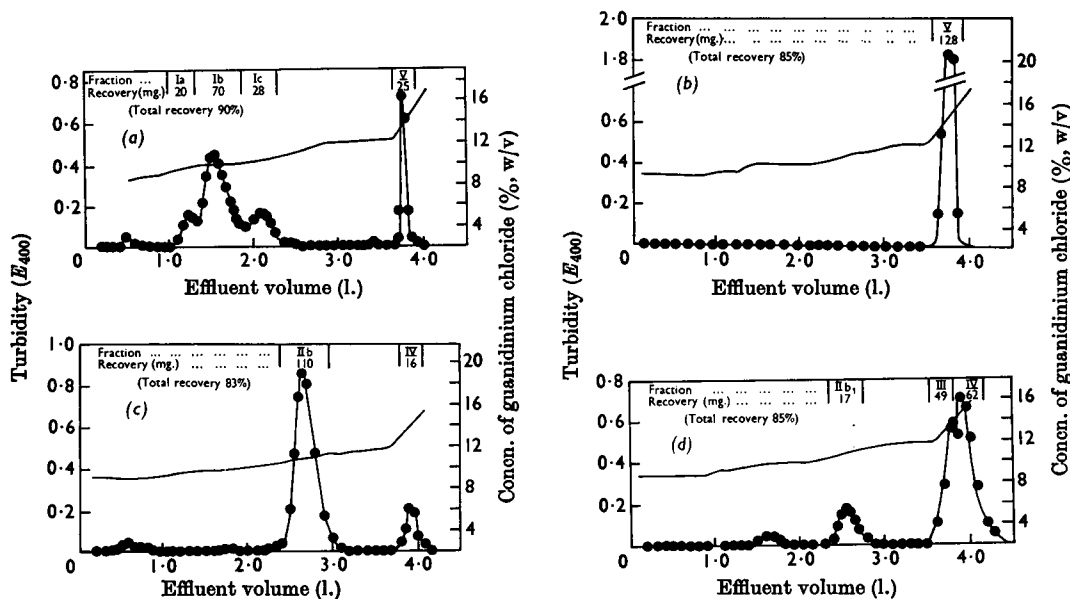 Turbidity (E400)
Concn. of guanidinium chloride (%, w/v)
Fraction ... Ia Ib Ic V
Recovery (mg.) 20 70 28 25
(Total recovery 90%)
(a)
0·8
0·6
0·4
0·2
16
12
8
4
0 1·0 2·0 3·0 4·0
Effluent volume (l.)
Fraction ... ... ... ... ... ... ... ... ... V
Recovery (mg.) ... ... ... ... ... ... ... ... 128
(Total recovery 85%)
(b)
2·0
1·8
0·6
0·4
0·2
20
16
12
8
4
0 1·0 2·0 3·0 4·0
Effluent volume (l.)
Fraction ... ... ... ... ... ... IIb IV
Recovery (mg.) ... ... ... ... ... 110 16
(Total recovery 83%)
(c)
1·0
0·8
0·6
0·4
0·2
20
16
12
8
4
0 1·0 2·0 3·0 4·0
Effluent volume (l.)
Turbidity (E400)
Concn. of guanidinium chloride (%, w/v)
Fraction ... ... ... ... ... IIb1 III IV
Recovery (mg.) ... ... ... ... 17 49 62
(Total recovery 85%)
(d)
0·8
0·6
0·4
0·2
16
12
8
4
0 1·0 2·0 3·0 4·0
Effluent volume (l.)